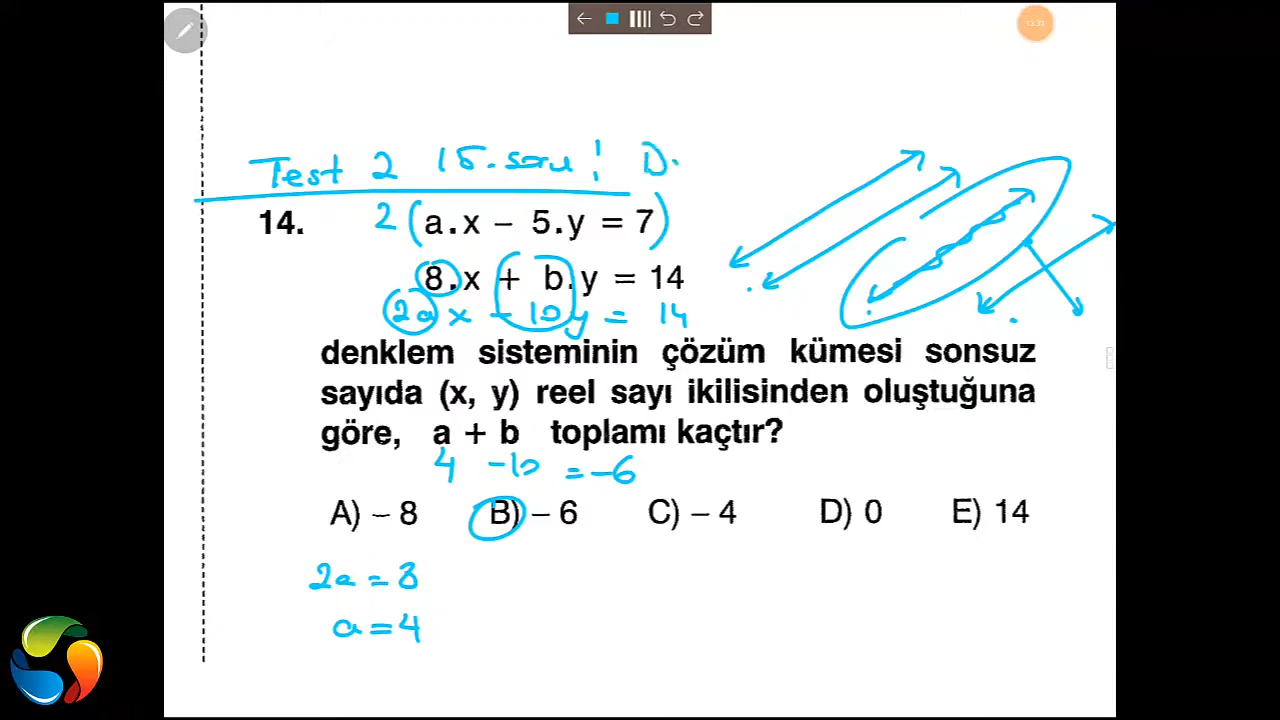 Test 2 15. soru! D.
14. 2 (a.x – 5.y = 7)
8.x + b.y = 14
2a x – 10 y = 14
denklem sisteminin çözüm kümesi sonsuz
sayıda (x, y) reel sayı ikilisinden oluştuğuna
göre, a + b toplamı kaçtır?
4 –10 = –6
A) – 8 B) – 6 C) – 4 D) 0 E) 14
2a = 8
a = 4